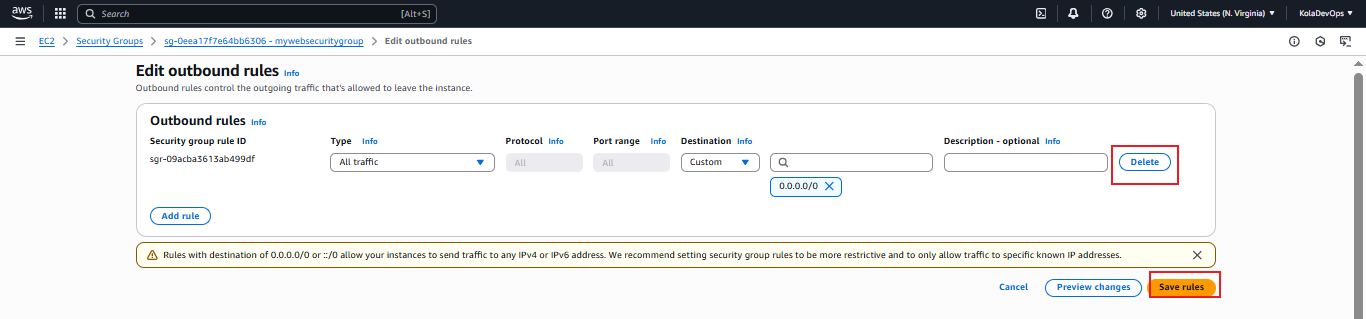 aws Search [Alt+S] United States (N. Virginia) KolaDevOps
EC2 > Security Groups > sg-0eea17f7e64bb6306 - mywebsecuritygroup > Edit outbound rules
Edit outbound rules Info
Outbound rules control the outgoing traffic that's allowed to leave the instance.
Outbound rules Info
Security group rule ID Type Info Protocol Info Port range Info Destination Info Description - optional Info
sgr-09acba3613ab499df All traffic All All Custom Delete
0.0.0.0/0
Add rule
Rules with destination of 0.0.0.0/0 or ::/0 allow your instances to send traffic to any IPv4 or IPv6 address. We recommend setting security group rules to be more restrictive and to only allow traffic to specific known IP addresses.
Cancel Preview changes Save rules